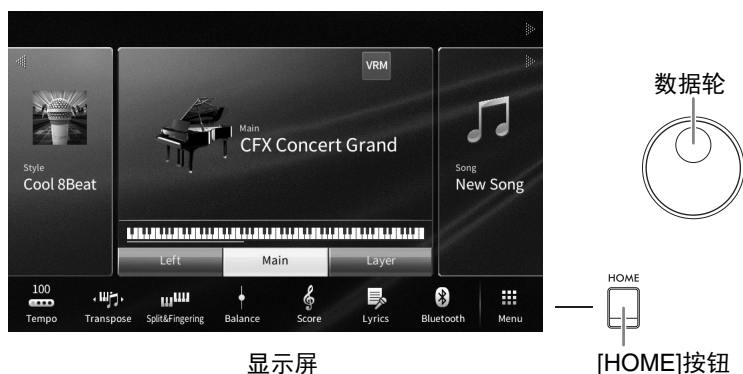 VRM
数据轮
Main
CFX Concert Grand
Style
Cool 8Beat
Song
New Song
Left
Main
Layer
HOME
100
Tempo
Transpose
Split&Fingering
Balance
Score
Lyrics
Bluetooth
Menu
显示屏
[HOME]按钮